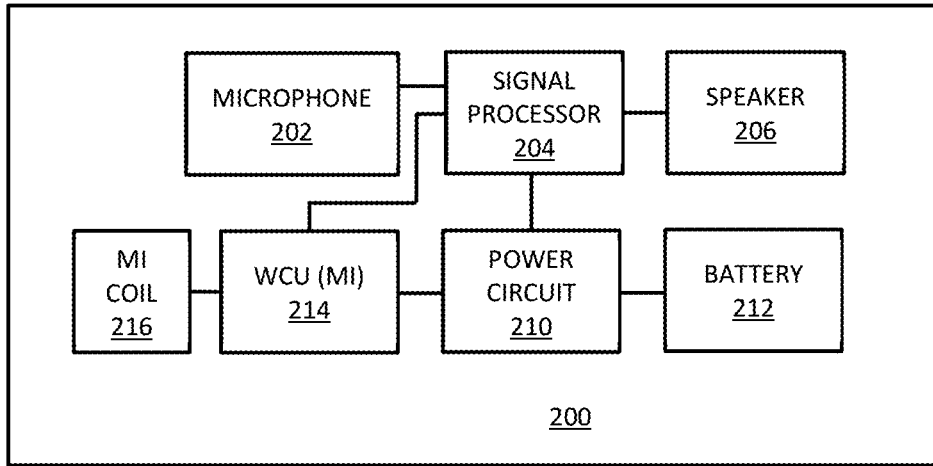 MICROPHONE
202
SIGNAL
PROCESSOR
204
SPEAKER
206
MI
COIL
216
WCU (MI)
214
POWER
CIRCUIT
210
BATTERY
212
200